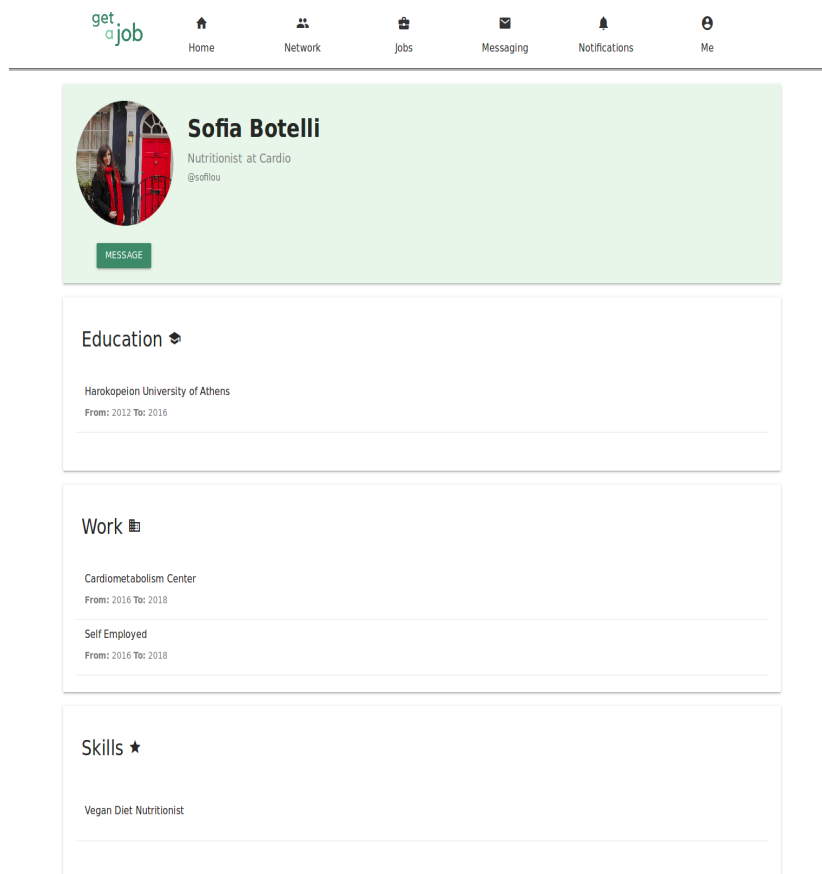 get
a job
Home Network Jobs Messaging Notifications Me
Sofia Botelli
Nutritionist at Cardio
@sofilou
MESSAGE
Education
Harokopeion University of Athens
From: 2012 To: 2016
Work
Cardiometabolism Center
From: 2016 To: 2018
Self Employed
From: 2016 To: 2018
Skills
Vegan Diet Nutritionist